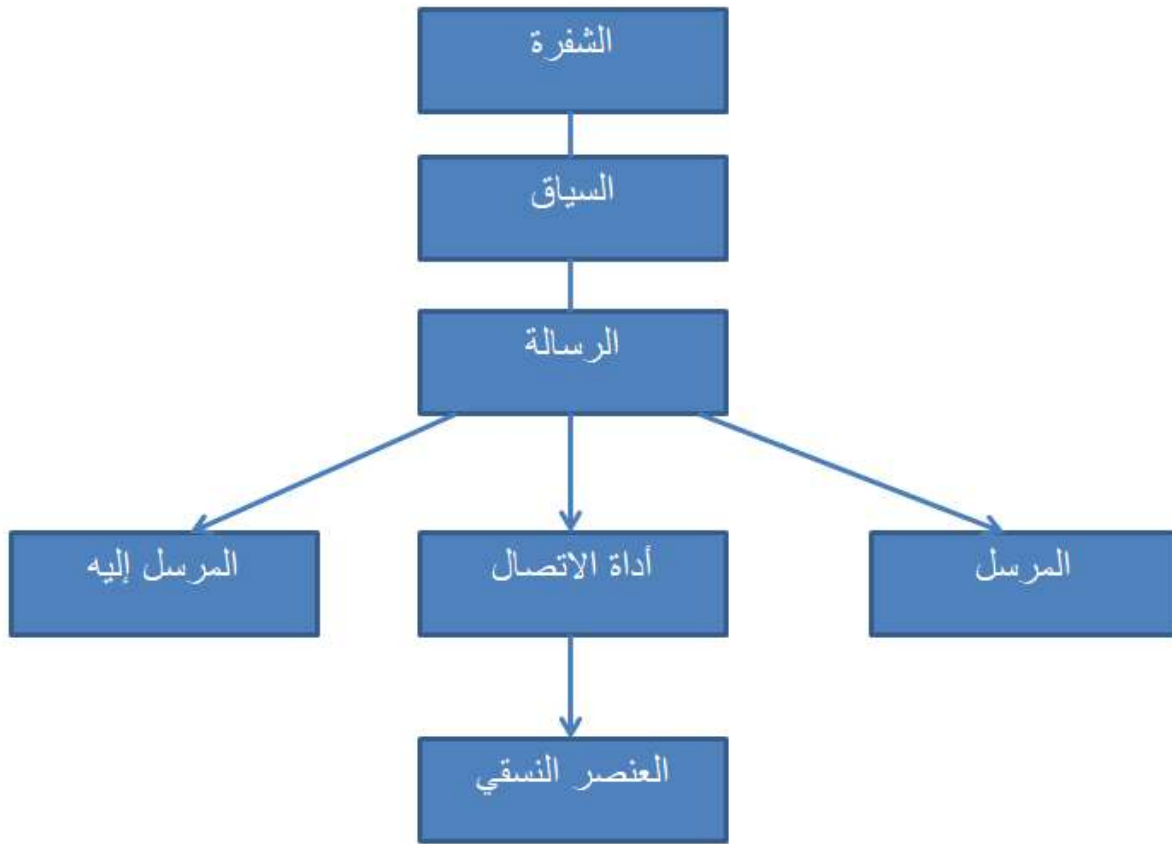 الشفرة
السياق
الرسالة
المرسل
أداة الاتصال
المرسل إليه
العنصر النسقي